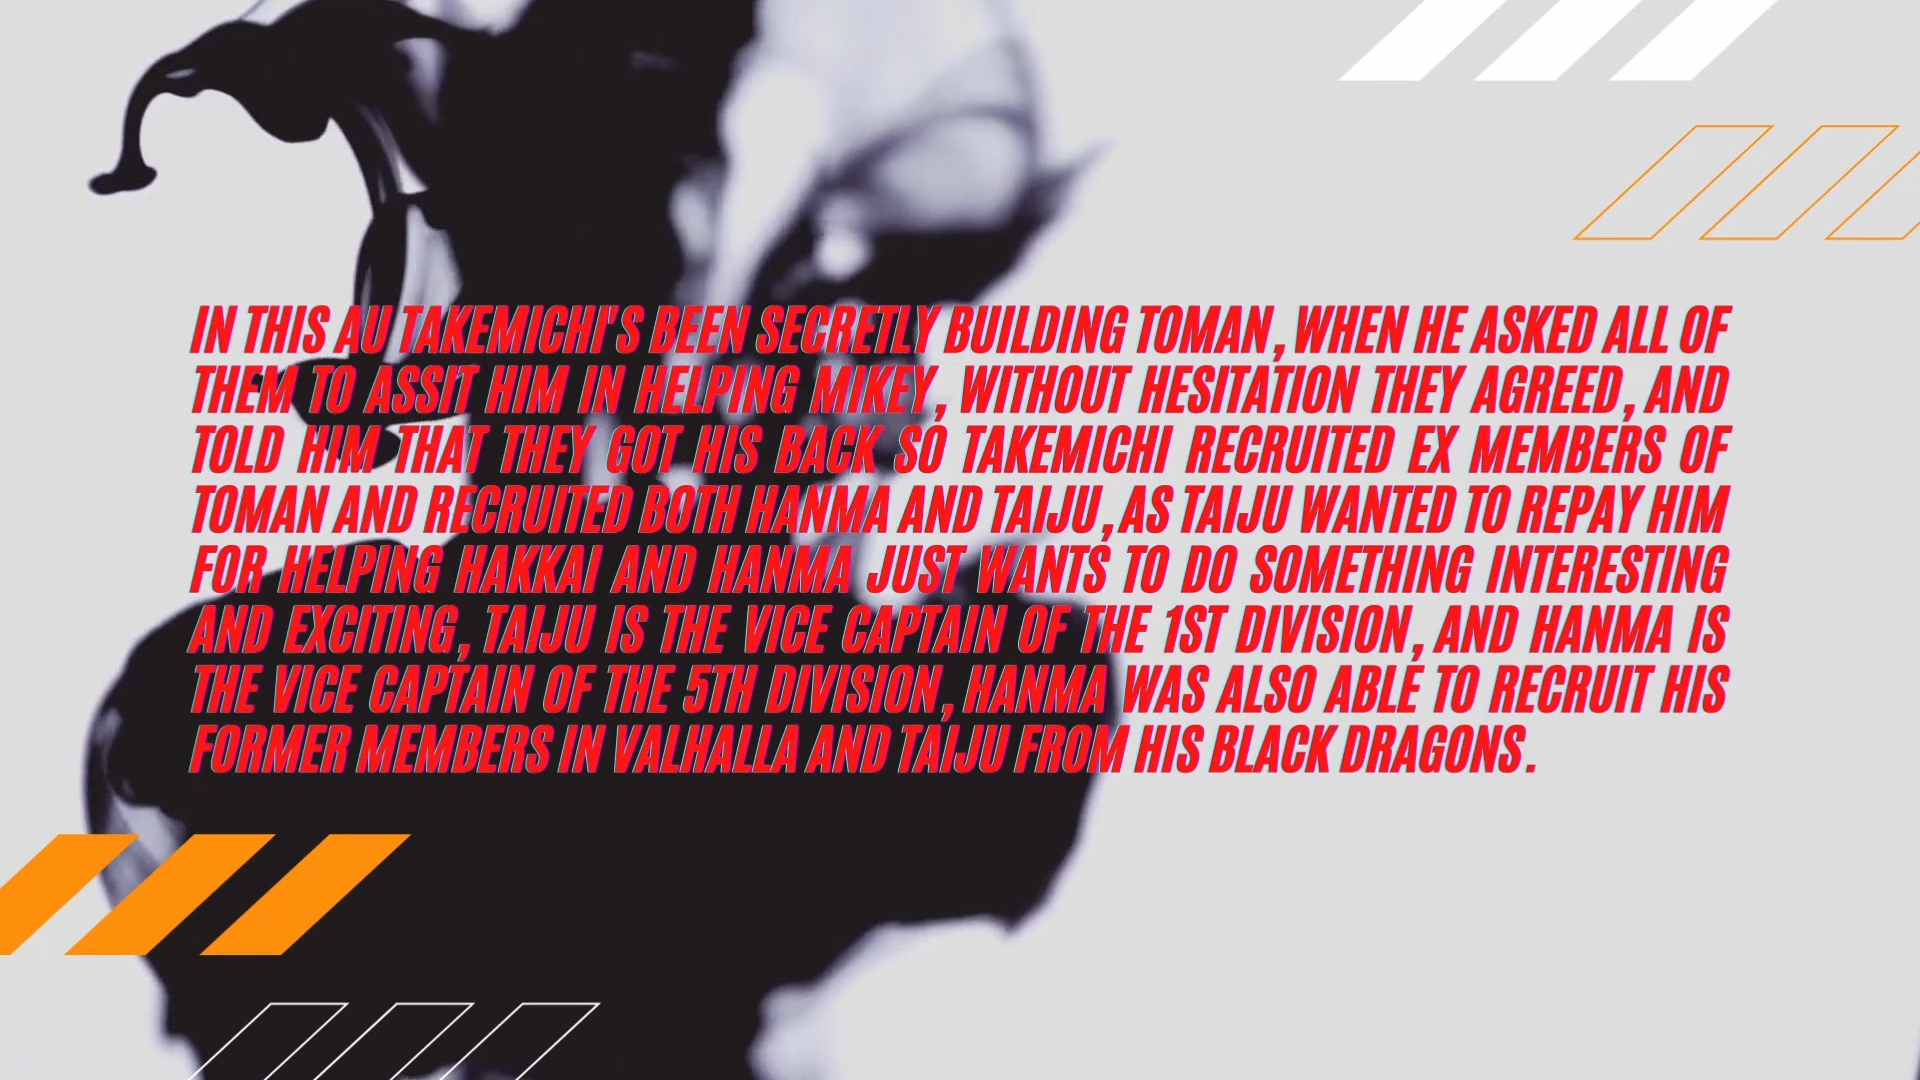 IN THIS AU TAKEMICHI'S BEEN SECRETLY BUILDING TOMAN, WHEN HE ASKED ALL OF
THEM TO ASSIT HIM IN HELPING MIKEY, WITHOUT HESITATION THEY AGREED, AND
TOLD HIM THAT THEY GOT HIS BACK SO TAKEMICHI RECRUITED EX MEMBERS OF
TOMAN AND RECRUITED BOTH HANMA AND TAIJU, AS TAIJU WANTED TO REPAY HIM
FOR HELPING HAKKAI AND HANMA JUST WANTS TO DO SOMETHING INTERESTING
AND EXCITING, TAIJU IS THE VICE CAPTAIN OF THE 1ST DIVISION, AND HANMA IS
THE VICE CAPTAIN OF THE 5TH DIVISION, HANMA WAS ALSO ABLE TO RECRUIT HIS
FORMER MEMBERS IN VALHALLA AND TAIJU FROM HIS BLACK DRAGONS.